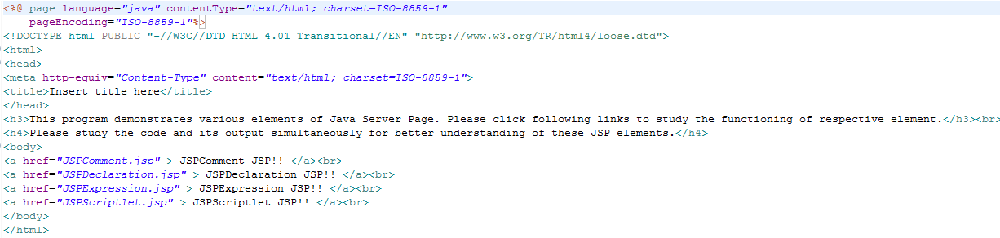 <%@ page language="java" contentType="text/html; charset=ISO-8859-1"
    pageEncoding="ISO-8859-1"%>
<!DOCTYPE html PUBLIC "-//W3C//DTD HTML 4.01 Transitional//EN" "http://www.w3.org/TR/html4/loose.dtd">
<html>
<head>
<meta http-equiv="Content-Type" content="text/html; charset=ISO-8859-1">
<title>Insert title here</title>
</head>
<h3>This program demonstrates various elements of Java Server Page. Please click following links to study the functioning of respective element.</h3><br>
<h4>Please study the code and its output simultaneously for better understanding of these JSP elements.</h4>
<body>
<a href="JSPComment.jsp" > JSPComment JSP!! </a><br>
<a href="JSPDeclaration.jsp" > JSPDeclaration JSP!! </a><br>
<a href="JSPExpression.jsp" > JSPExpression JSP!! </a><br>
<a href="JSPScriptlet.jsp" > JSPScriptlet JSP!! </a><br>
</body>
</html>